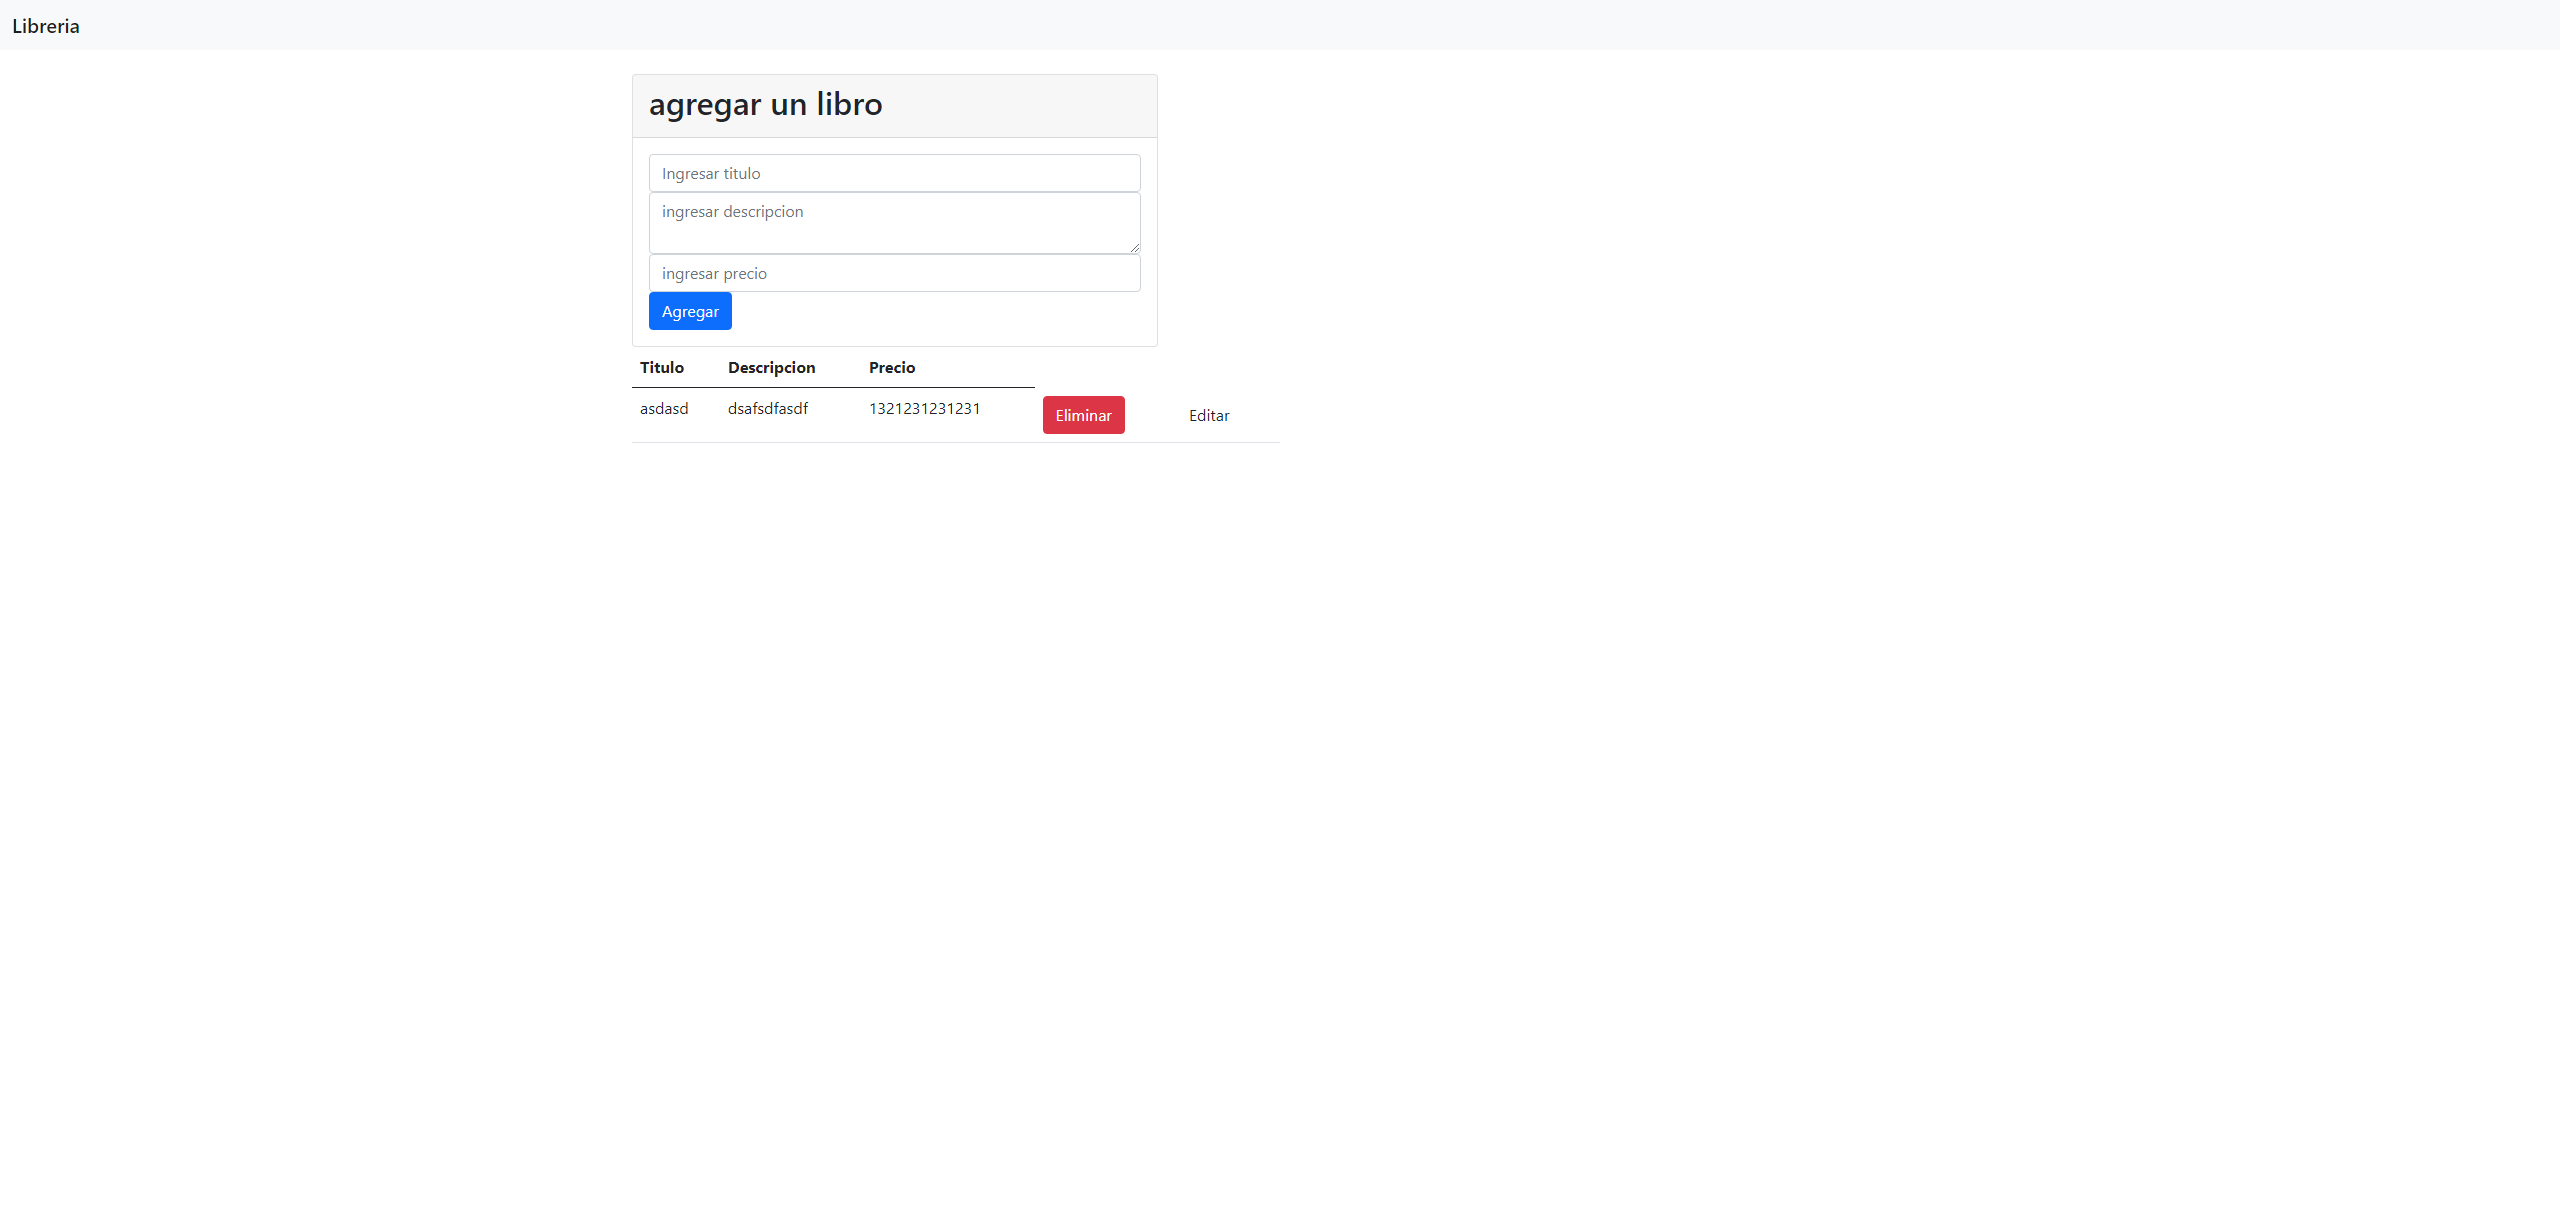 Libreria
agregar un libro
Ingresar titulo
ingresar descripcion
ingresar precio
Agregar
Titulo Descripcion Precio
asdasd dsafsdfasdf 1321231231231 Eliminar Editar